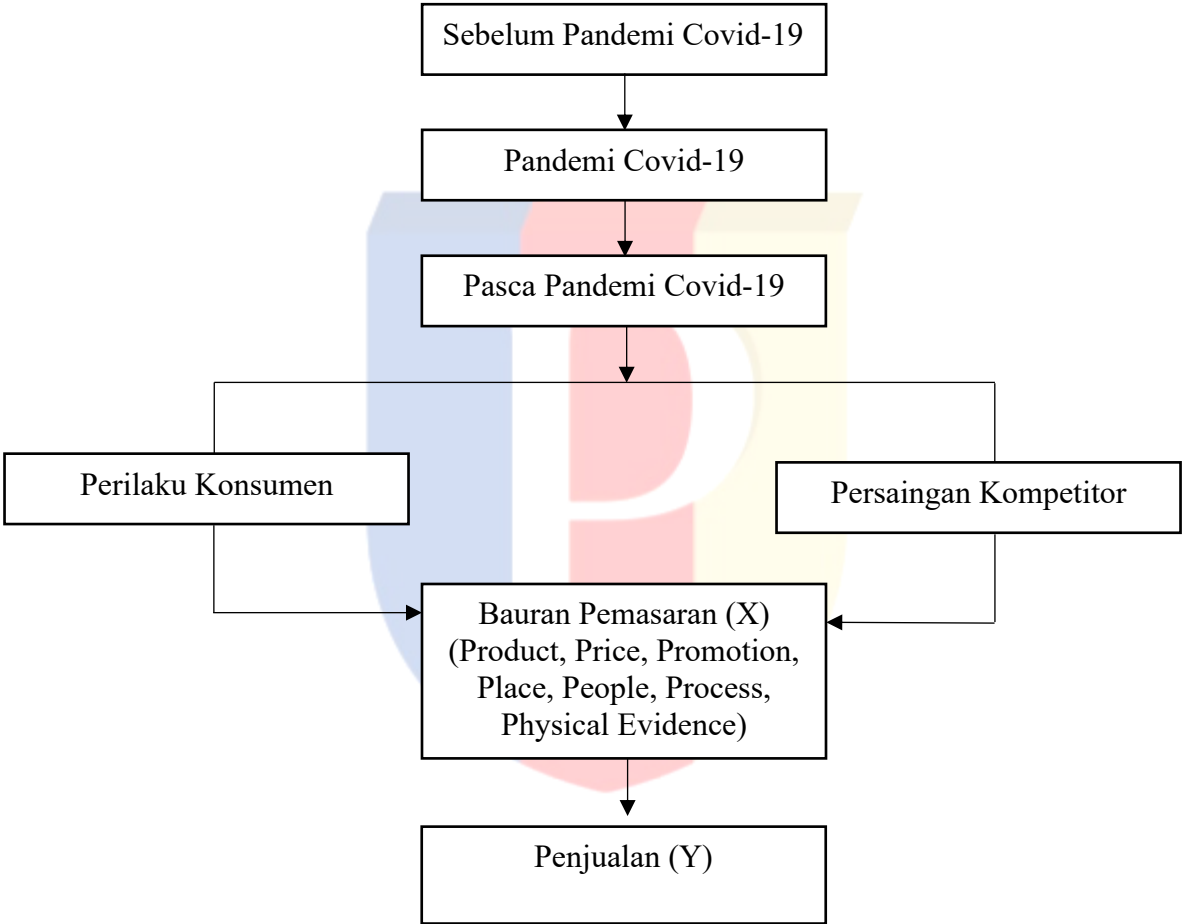 Sebelum Pandemi Covid-19
Pandemi Covid-19
Pasca Pandemi Covid-19
Perilaku Konsumen
Persaingan Kompetitor
Bauran Pemasaran (X)
(Product, Price, Promotion,
Place, People, Process,
Physical Evidence)
Penjualan (Y)